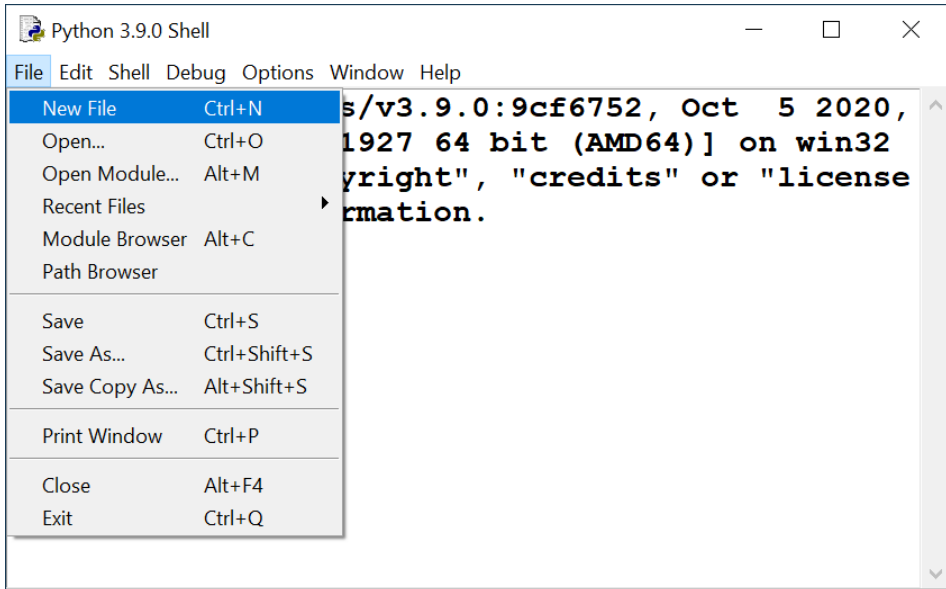 Python 3.9.0 Shell
File Edit Shell Debug Options Window Help
s/v3.9.0:9cf6752, Oct  5 2020,
1927 64 bit (AMD64)] on win32
yright", "credits" or "license
rmation.
New File Ctrl+N
Open... Ctrl+O
Open Module... Alt+M
Recent Files
Module Browser Alt+C
Path Browser
Save Ctrl+S
Save As... Ctrl+Shift+S
Save Copy As... Alt+Shift+S
Print Window Ctrl+P
Close Alt+F4
Exit Ctrl+Q